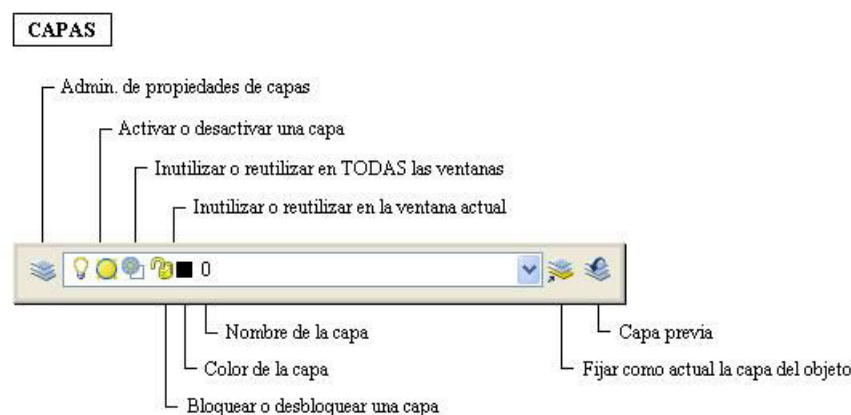 CAPAS
Admin. de propiedades de capas
Activar o desactivar una capa
Inutilizar o reutilizar en TODAS las ventanas
Inutilizar o reutilizar en la ventana actual
0
Nombre de la capa
Capa previa
Color de la capa
Fijar como actual la capa del objeto
Bloquear o desbloquear una capa